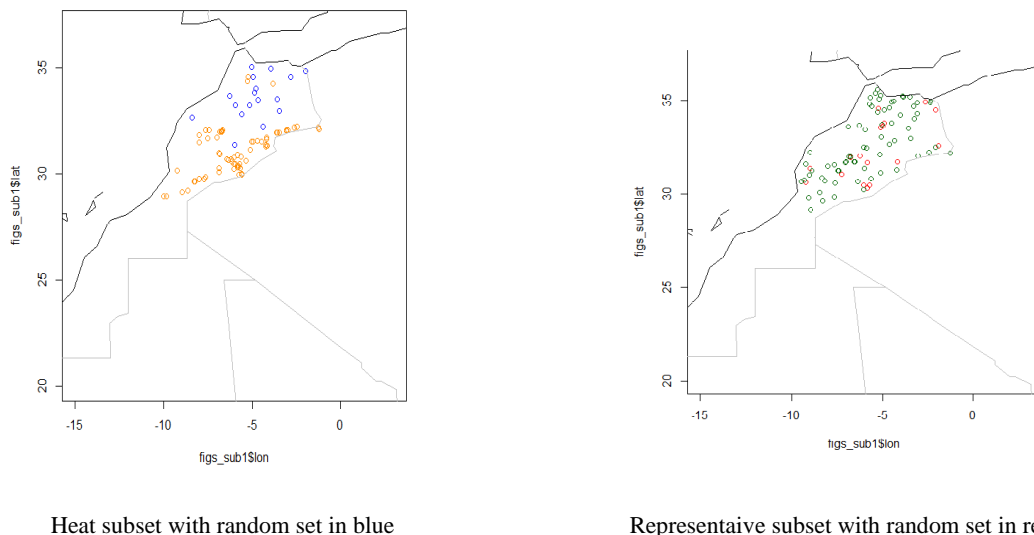 35
30
25
20
figs_sub1$lat
-15
-10
-5
0
figs_sub1$lon
Heat subset with random set in blue
35
30
25
20
figs_sub1$lat
-15
-10
-5
0
figs_sub1$lon
Representaive subset with random set in re